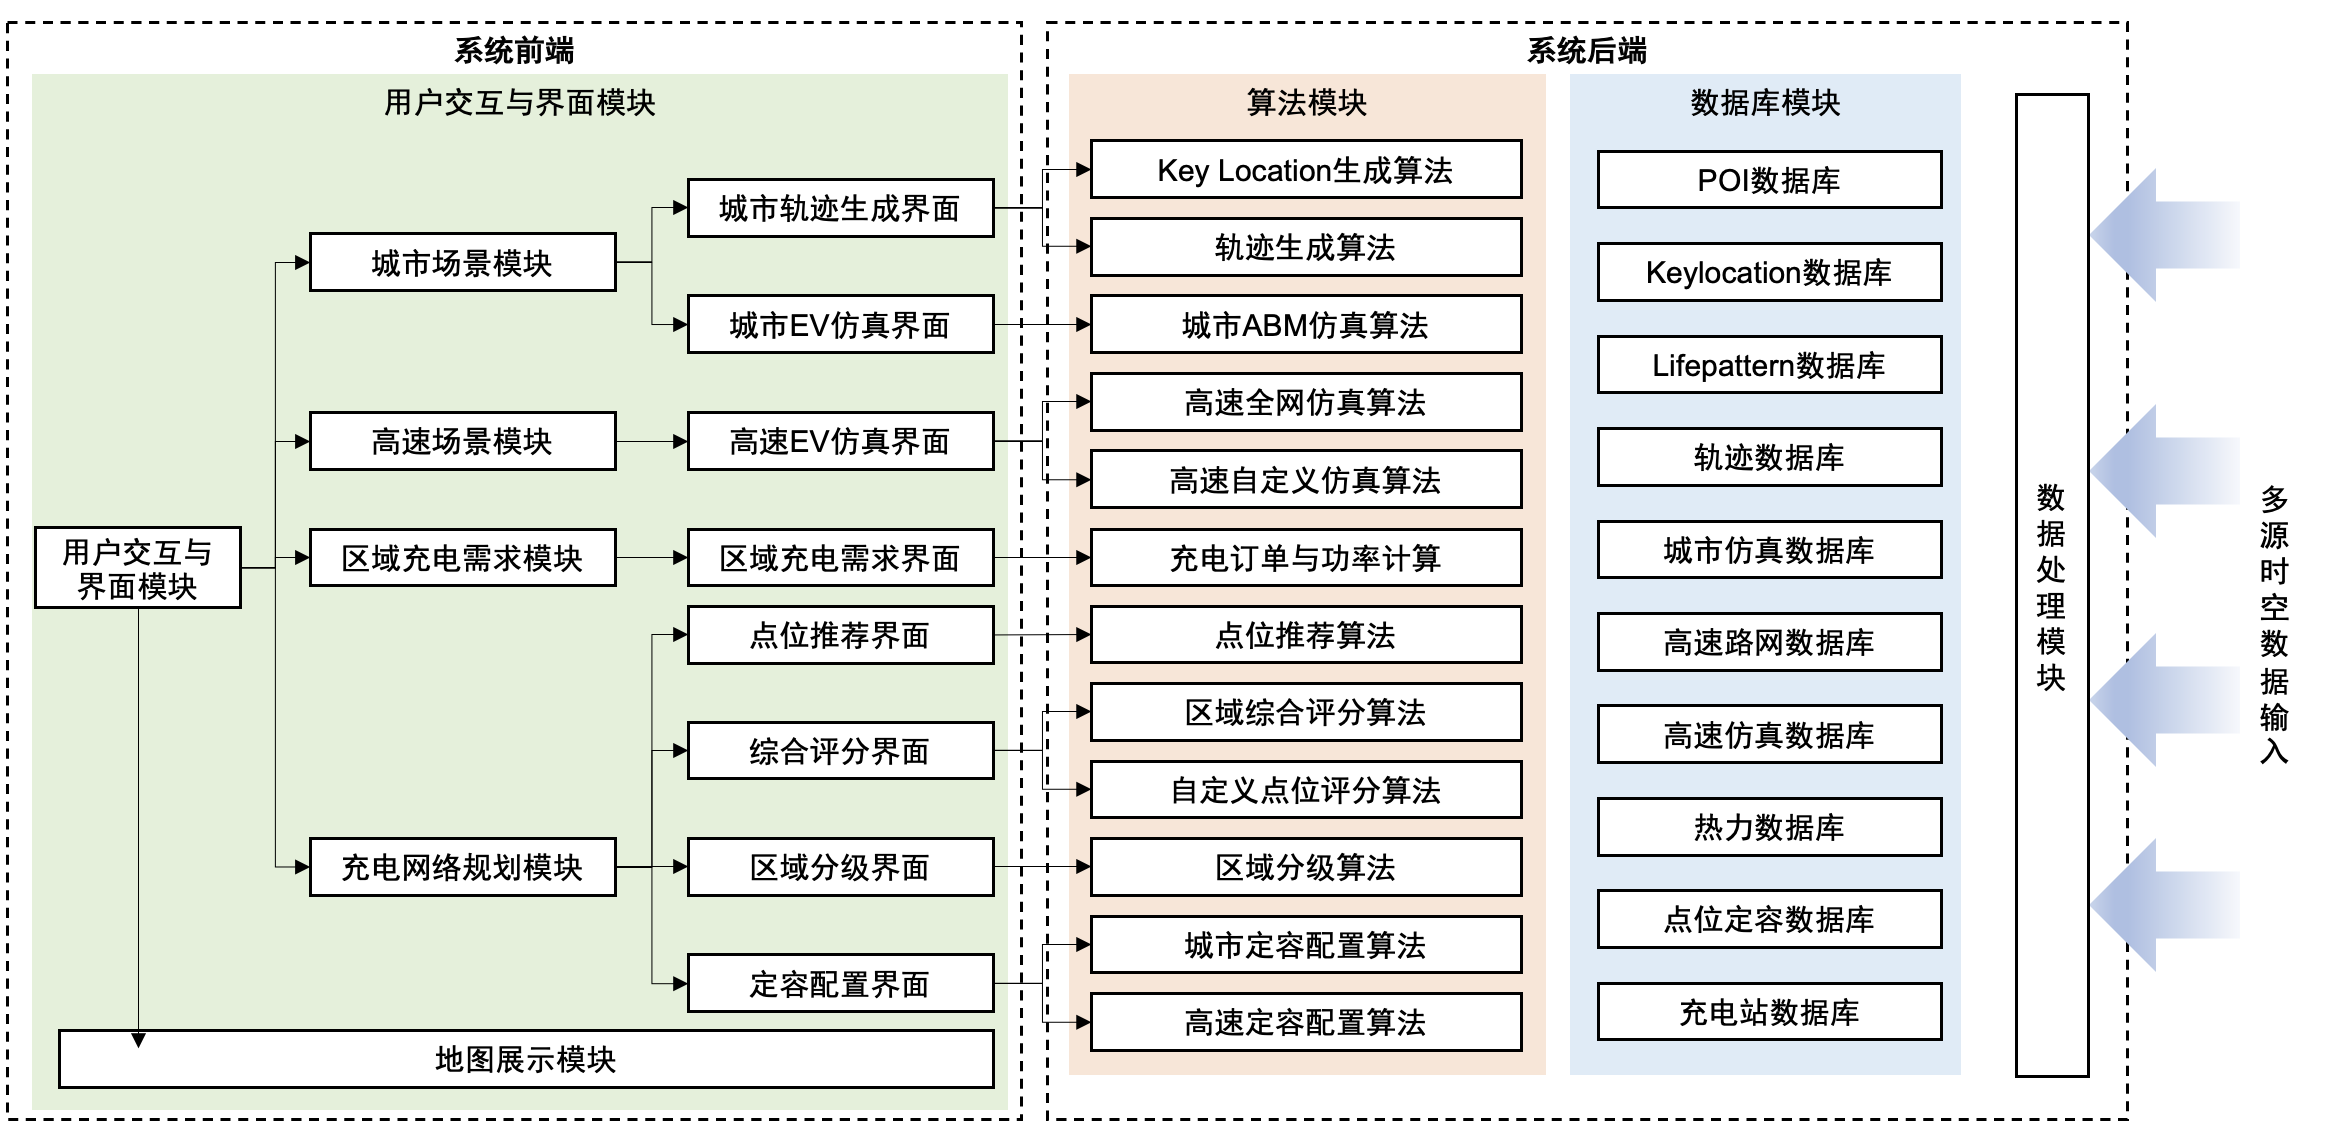 系统前端
用户交互与界面模块
用户交互与
界面模块
城市场景模块
高速场景模块
区域充电需求模块
充电网络规划模块
城市轨迹生成界面
城市EV仿真界面
高速EV仿真界面
区域充电需求界面
点位推荐界面
综合评分界面
区域分级界面
定容配置界面
地图展示模块
系统后端
算法模块
Key Location生成算法
轨迹生成算法
城市ABM仿真算法
高速全网仿真算法
高速自定义仿真算法
充电订单与功率计算
点位推荐算法
区域综合评分算法
自定义点位评分算法
区域分级算法
城市定容配置算法
高速定容配置算法
数据库模块
POI数据库
Keylocation数据库
Lifepattern数据库
轨迹数据库
城市仿真数据库
高速路网数据库
高速仿真数据库
热力数据库
点位定容数据库
充电站数据库
数据处理模块
多源时空数据输入